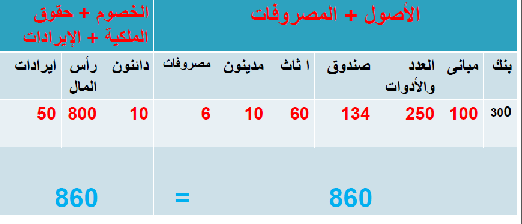 الأصول + المصروفات
الخصوم + حقوق
الملكية + الإيرادات
بنك مبانى العدد والأدوات صندوق ا ثاث مدينون مصروفات دائنون رأس المال ايرادات
300 100 250 134 60 10 6 10 800 50
860 = 860